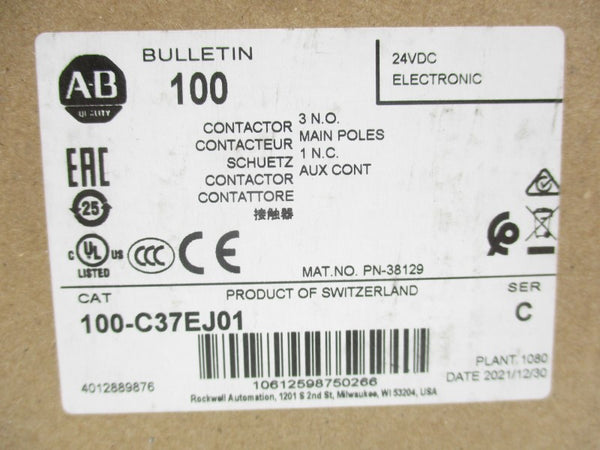 A-B
QUALITY
BULLETIN
100
24VDC
ELECTRONIC
CONTACTOR
CONTACTEUR
SCHUETZ
CONTACTOR
CONTATTORE
接触器
3 N.O.
MAIN POLES
1 N.C.
AUX CONT
EAC
25
C UL US
LISTED
CCC
CE
MAT.NO. PN-38129
CAT
PRODUCT OF SWITZERLAND
SER
100-C37EJ01
C
PLANT 1080
4012889876
10612598750266
DATE 2021/12/30
Rockwell Automation, 1201 S 2nd St, Milwaukee, WI 53204, USA